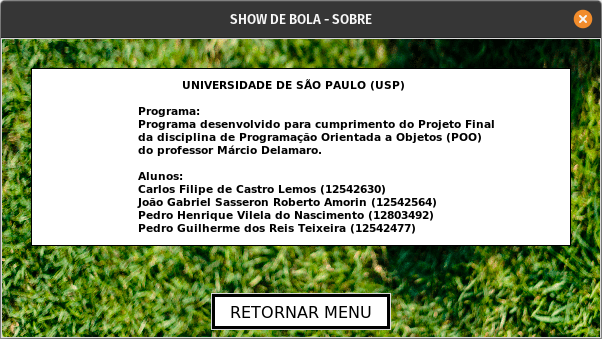 SHOW DE BOLA - SOBRE
UNIVERSIDADE DE SÃO PAULO (USP)
Programa:
Programa desenvolvido para cumprimento do Projeto Final
da disciplina de Programação Orientada a Objetos (POO)
do professor Márcio Delamaro.
Alunos:
Carlos Filipe de Castro Lemos (12542630)
João Gabriel Sasseron Roberto Amorin (12542564)
Pedro Henrique Vilela do Nascimento (12803492)
Pedro Guilherme dos Reis Teixeira (12542477)
RETORNAR MENU